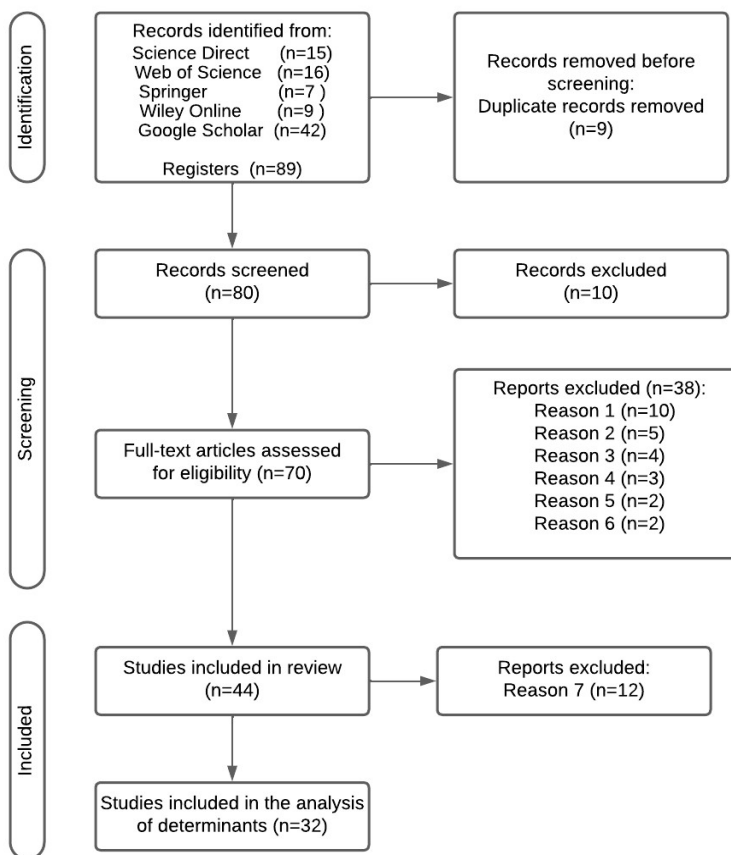 Identification
Records identified from:
Science Direct (n=15)
Web of Science (n=16)
Springer (n=7 )
Wiley Online (n=9 )
Google Scholar (n=42)
Registers (n=89)
Records removed before
screening:
Duplicate records removed
(n=9)
Screening
Records screened
(n=80)
Records excluded
(n=10)
Full-text articles assessed
for eligibility (n=70)
Reports excluded (n=38):
Reason 1 (n=10)
Reason 2 (n=5)
Reason 3 (n=4)
Reason 4 (n=3)
Reason 5 (n=2)
Reason 6 (n=2)
Included
Studies included in review
(n=44)
Reports excluded:
Reason 7 (n=12)
Studies included in the analysis
of determinants (n=32)